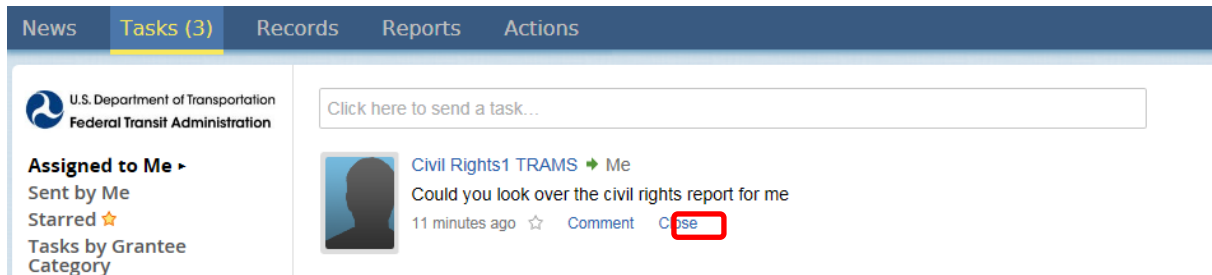 News Tasks (3) Records Reports Actions
U.S. Department of Transportation
Federal Transit Administration
Click here to send a task...
Assigned to Me
Sent by Me
Starred
Tasks by Grantee
Category
Civil Rights1 TRAMS Me
Could you look over the civil rights report for me
11 minutes ago Comment Close